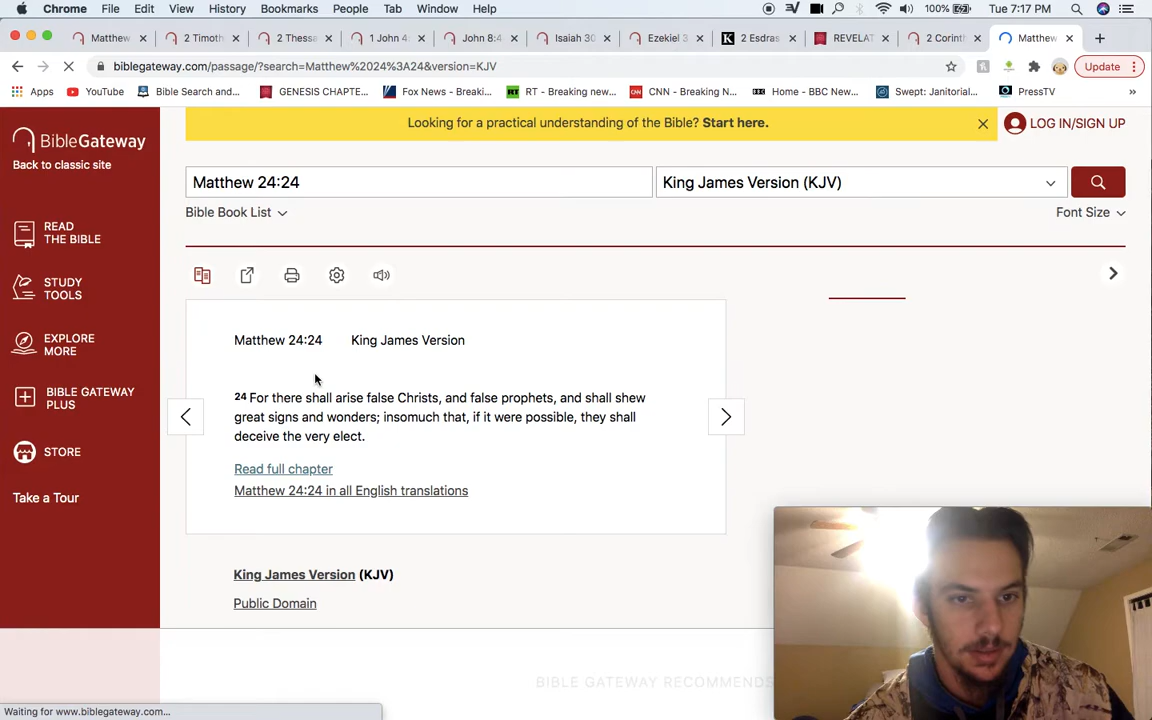 Chrome File Edit View History Bookmarks People Tab Window Help 100% Tue 7:17 PM
Matthew 2 Timoth 2 Thessa 1 John 4: John 8:4 Isaiah 30 Ezekiel 3 2 Esdras REVELAT 2 Corinth Matthew
biblegateway.com/passage/?search=Matthew%2024%3A24&version=KJV Update
Apps YouTube Bible Search and... GENESIS CHAPTE... Fox News - Breaki... RT - Breaking new... CNN - Breaking N... Home - BBC New... Swept: Janitorial... PressTV »
Looking for a practical understanding of the Bible? Start here.
LOG IN/SIGN UP
BibleGateway
Back to classic site
Matthew 24:24 King James Version (KJV)
Bible Book List Font Size
READ
THE BIBLE
STUDY
TOOLS
EXPLORE
MORE
BIBLE GATEWAY
PLUS
STORE
Take a Tour
Matthew 24:24 King James Version
24 For there shall arise false Christs, and false prophets, and shall shew
great signs and wonders; insomuch that, if it were possible, they shall
deceive the very elect.
Read full chapter
Matthew 24:24 in all English translations
King James Version (KJV)
Public Domain
BIBLE GATEWAY RECOMMENDS
Waiting for www.biblegateway.com...